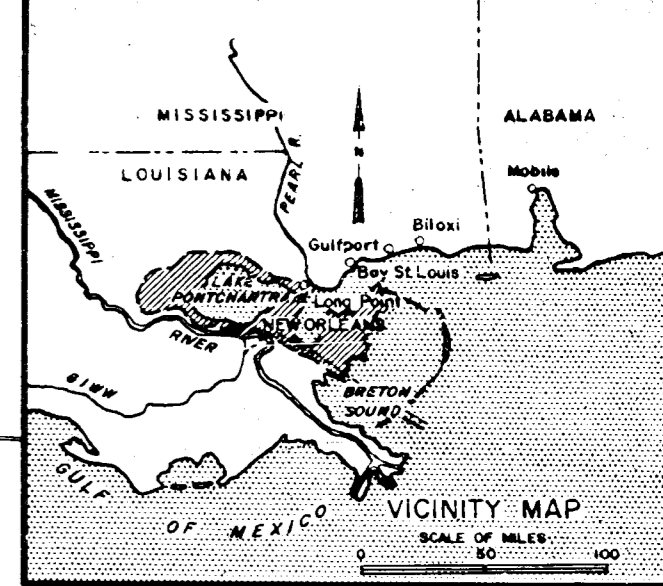 MISSISSIPPI
ALABAMA
N
LOUISIANA
PEARL R.
Mobile
MISSISSIPPI
Biloxi
Gulfport
Bay St. Louis
LAKE
PONTCHARTRAIN
Long Point
NEW ORLEANS
RIVER
GIWW
BRETON
SOUND
GULF
OF MEXICO
VICINITY MAP
SCALE OF MILES
0 50 100